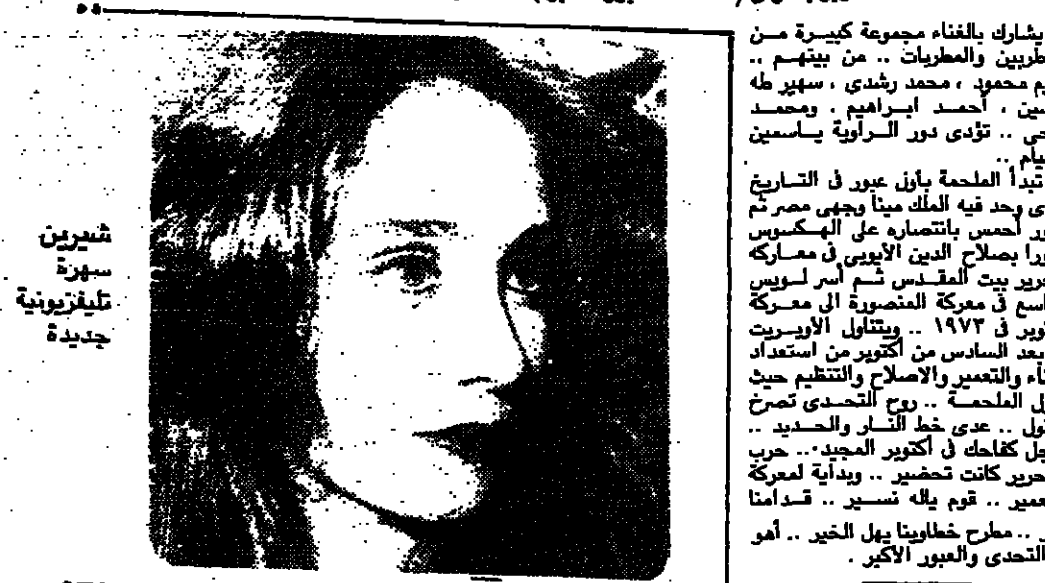 يشارك بالغناء مجموعة كبيرة من
والمطربات .. من بينهم ..
محمود ، محمد رشدى ، سهير طه
، أحمد ابراهيم ، ومحمد
.. تؤدى دور الراوية ياسمين
..
تبدأ الملحمة بأول عبور فى التاريخ
وحد فيه الملك مينا وجهى مصر ثم
أحمس بانتصاره على الهكسوس
بصلاح الدين الأيوبى فى معاركه
بيت المقدس ثم أسر لويس
فى معركة المنصورة الى معركة
فى ١٩٧٣ .. ويتناول الأوبريت
بعد السادس من أكتوبر من استعداد
والتعمير والاصلاح والتنظيم حيث
الملحمة .. روح التحدى تصرخ
.. عدى خط النار والحديد ..
كفاحك فى أكتوبر المجيد .. حرب
كانت تحضير .. وبداية لمعركة
.. قوم ياله نسير .. قدامنا
.. مطرح خطاوينا يهل الخير .. أهو
التحدى والعبور الأكبر .
شيرين
سهرة
تليفزيونية
جديدة